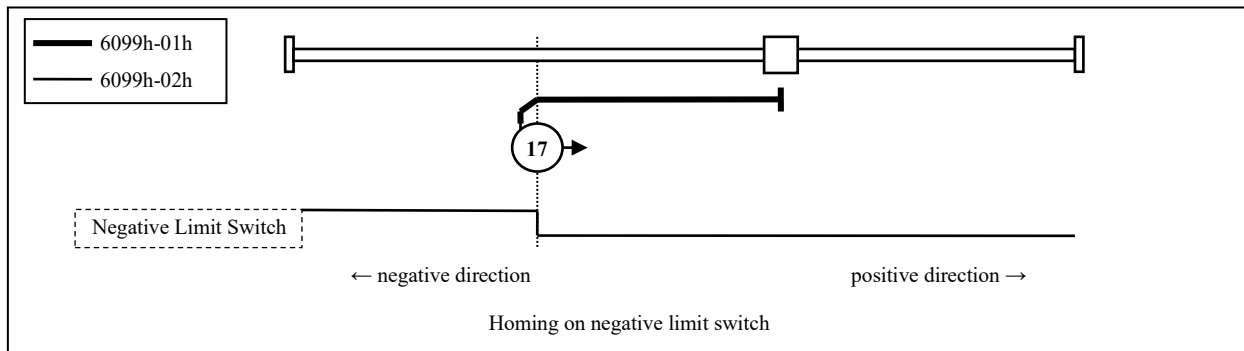 6099h-01h
6099h-02h
17
Negative Limit Switch
← negative direction
positive direction →
Homing on negative limit switch